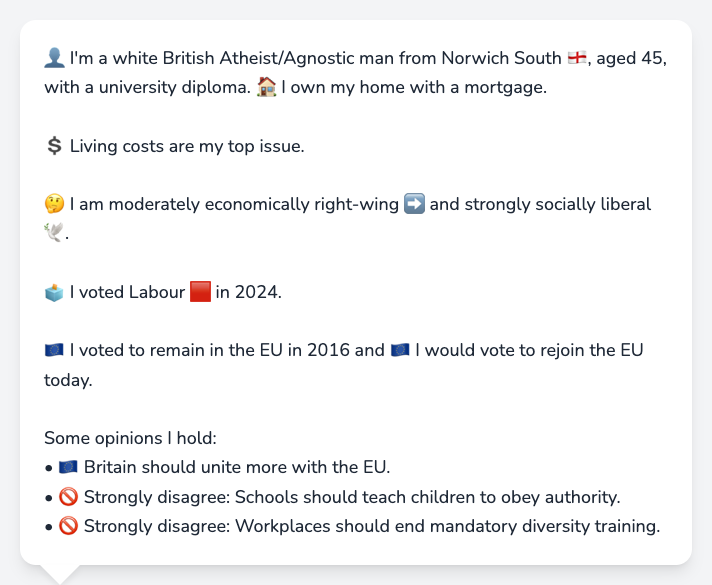 👤 I'm a white British Atheist/Agnostic man from Norwich South 🏴󠁧󠁢󠁥󠁮󠁧󠁿, aged 45,
with a university diploma. 🏠 I own my home with a mortgage.
💲 Living costs are my top issue.
🤔 I am moderately economically right-wing ➡️ and strongly socially liberal
🕊️.
🗳️ I voted Labour 🟥 in 2024.
🇪🇺 I voted to remain in the EU in 2016 and 🇪🇺 I would vote to rejoin the EU
today.
Some opinions I hold:
• 🇪🇺 Britain should unite more with the EU.
• 🚫 Strongly disagree: Schools should teach children to obey authority.
• 🚫 Strongly disagree: Workplaces should end mandatory diversity training.